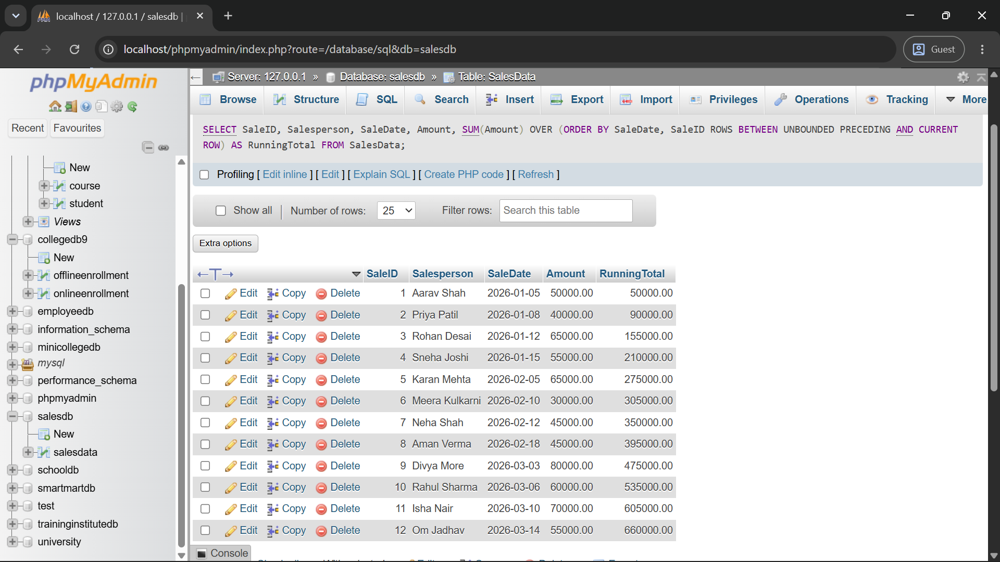 localhost / 127.0.0.1 / salesdb |
localhost/phpmyadmin/index.php?route=/database/sql&db=salesdb
Guest
phpMyAdmin
Recent
Favourites
New
course
student
Views
collegedb9
New
offlineenrollment
onlineenrollment
employeedb
information_schema
minicollegedb
mysql
performance_schema
phpmyadmin
salesdb
New
salesdata
schooldb
smartmartdb
test
traininginstitutedb
university
Server: 127.0.0.1 » Database: salesdb » Table: SalesData
Browse Structure SQL Search Insert Export Import Privileges Operations Tracking More
SELECT SaleID, Salesperson, SaleDate, Amount, SUM(Amount) OVER (ORDER BY SaleDate, SaleID ROWS BETWEEN UNBOUNDED PRECEDING AND CURRENT
ROW) AS RunningTotal FROM SalesData;
Profiling [ Edit inline ] [ Edit ] [ Explain SQL ] [ Create PHP code ] [ Refresh ]
Show all | Number of rows: 25 Filter rows: Search this table
Extra options
←T→ SaleID Salesperson SaleDate Amount RunningTotal
Edit Copy Delete 1 Aarav Shah 2026-01-05 50000.00 50000.00
Edit Copy Delete 2 Priya Patil 2026-01-08 40000.00 90000.00
Edit Copy Delete 3 Rohan Desai 2026-01-12 65000.00 155000.00
Edit Copy Delete 4 Sneha Joshi 2026-01-15 55000.00 210000.00
Edit Copy Delete 5 Karan Mehta 2026-02-05 65000.00 275000.00
Edit Copy Delete 6 Meera Kulkarni 2026-02-10 30000.00 305000.00
Edit Copy Delete 7 Neha Shah 2026-02-12 45000.00 350000.00
Edit Copy Delete 8 Aman Verma 2026-02-18 45000.00 395000.00
Edit Copy Delete 9 Divya More 2026-03-03 80000.00 475000.00
Edit Copy Delete 10 Rahul Sharma 2026-03-06 60000.00 535000.00
Edit Copy Delete 11 Isha Nair 2026-03-10 70000.00 605000.00
Edit Copy Delete 12 Om Jadhav 2026-03-14 55000.00 660000.00
Console